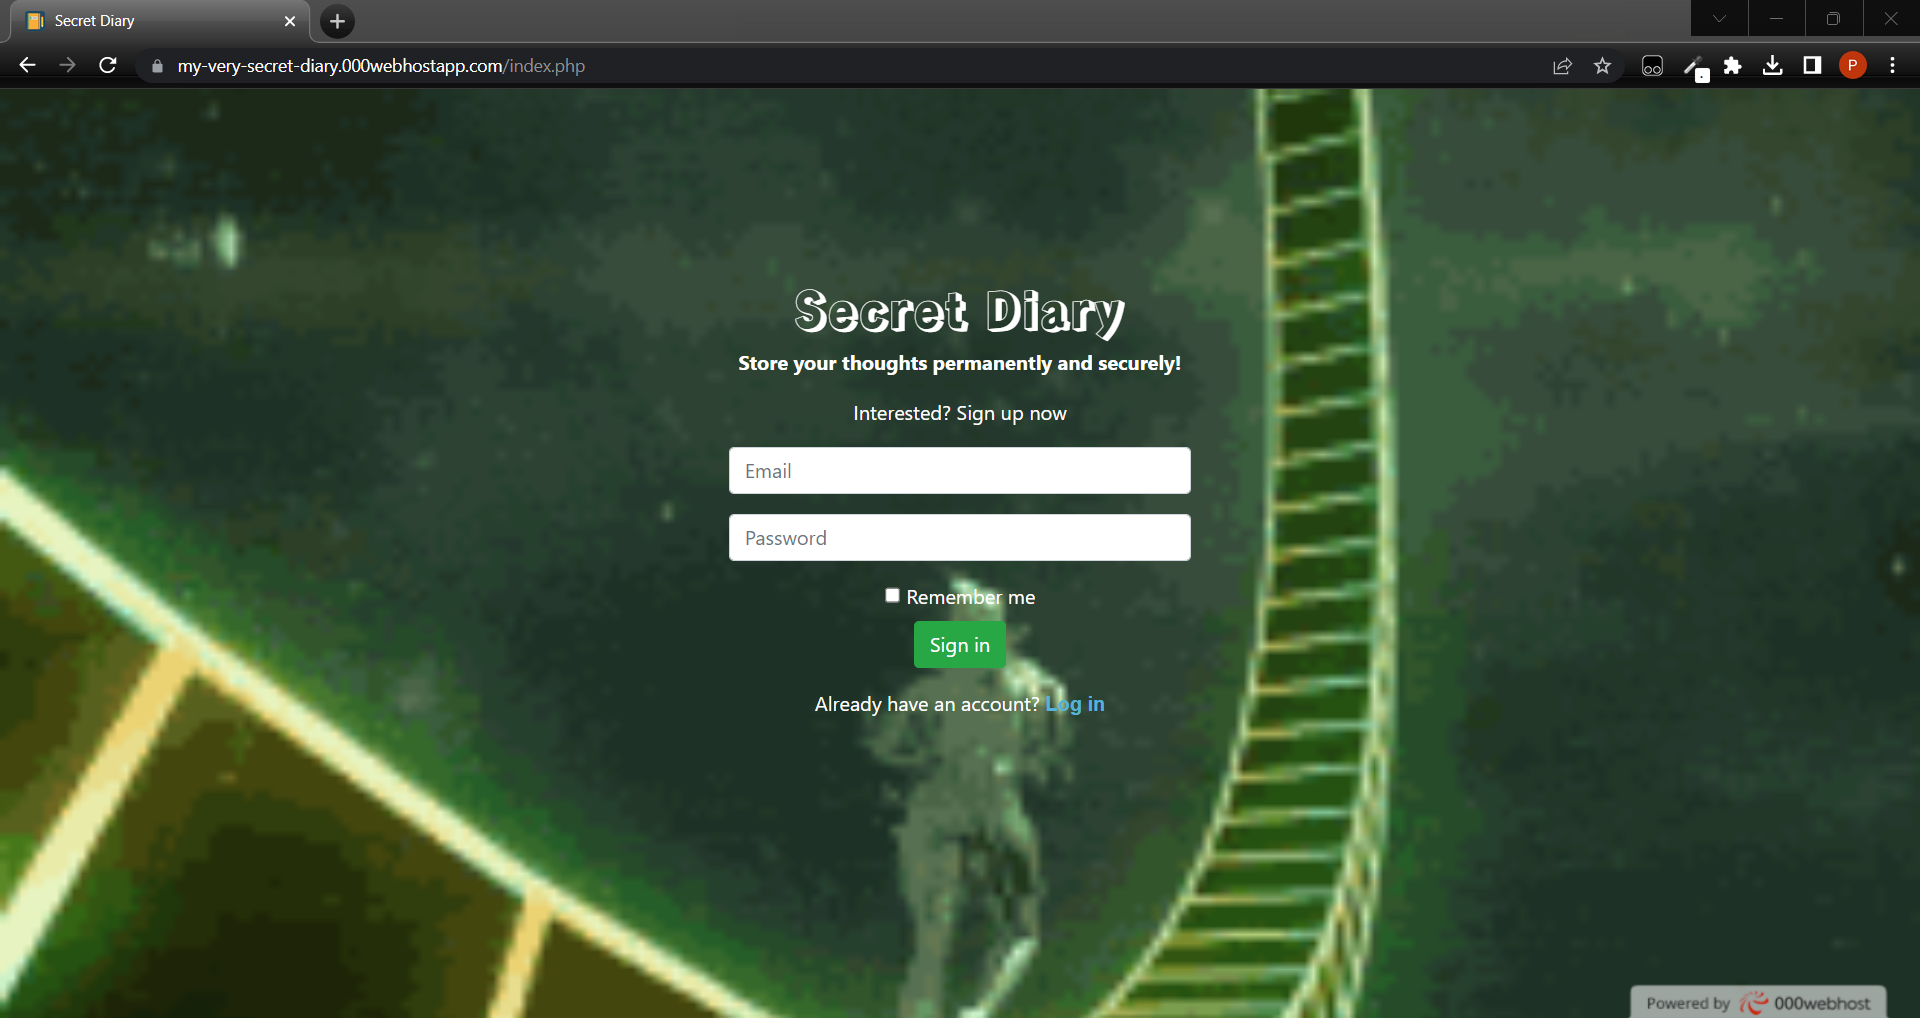 Secret Diary
my-very-secret-diary.000webhostapp.com/index.php
P
Secret Diary
Store your thoughts permanently and securely!
Interested? Sign up now
Email
Password
Remember me
Sign in
Already have an account? Log in
Powered by 000webhost